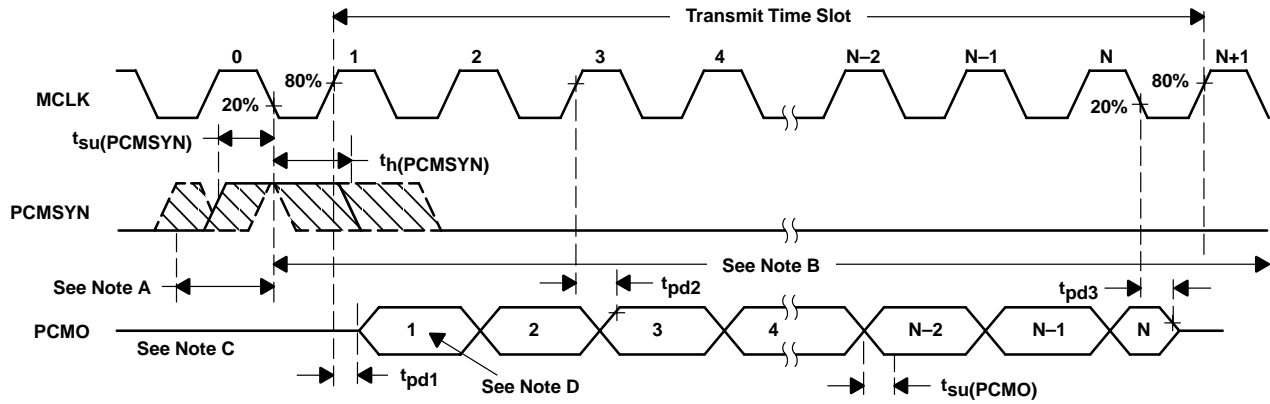 Transmit Time Slot
0 1 2 3 4 N–2 N–1 N N+1
80% 80%
MCLK 20% 20%
tsu(PCMSYN)
th(PCMSYN)
PCMSYN
See Note B
See Note A tpd2 tpd3
PCMO 1 2 3 4 N–2 N–1 N
See Note C
tpd1 See Note D tsu(PCMO)